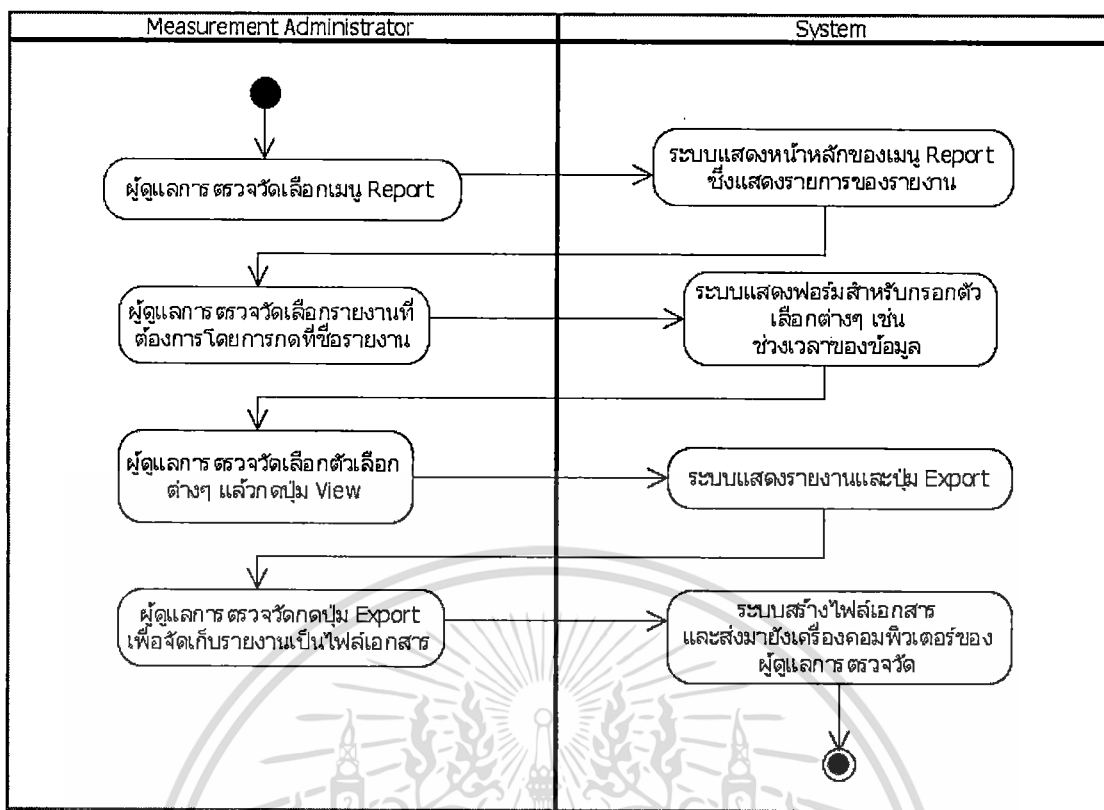 Measurement Administrator
System
ผู้ดูแลการตรวจวัดเลือกเมนู Report
ระบบแสดงหน้าหลักของเมนู Report
ซึ่งแสดงรายการของรายงาน
ผู้ดูแลการตรวจวัดเลือกรายงานที่
ต้องการโดยการกดที่ชื่อรายงาน
ระบบแสดงฟอร์มสำหรับกรอกตัว
เลือกต่างๆ เช่น
ช่วงเวลาของข้อมูล
ผู้ดูแลการตรวจวัดเลือกตัวเลือก
ต่างๆ แล้วกดปุ่ม View
ระบบแสดงรายงานและปุ่ม Export
ผู้ดูแลการตรวจวัดกดปุ่ม Export
เพื่อจัดเก็บรายงานเป็นไฟล์เอกสาร
ระบบสร้างไฟล์เอกสาร
และส่งมายังเครื่องคอมพิวเตอร์ของ
ผู้ดูแลการตรวจวัด